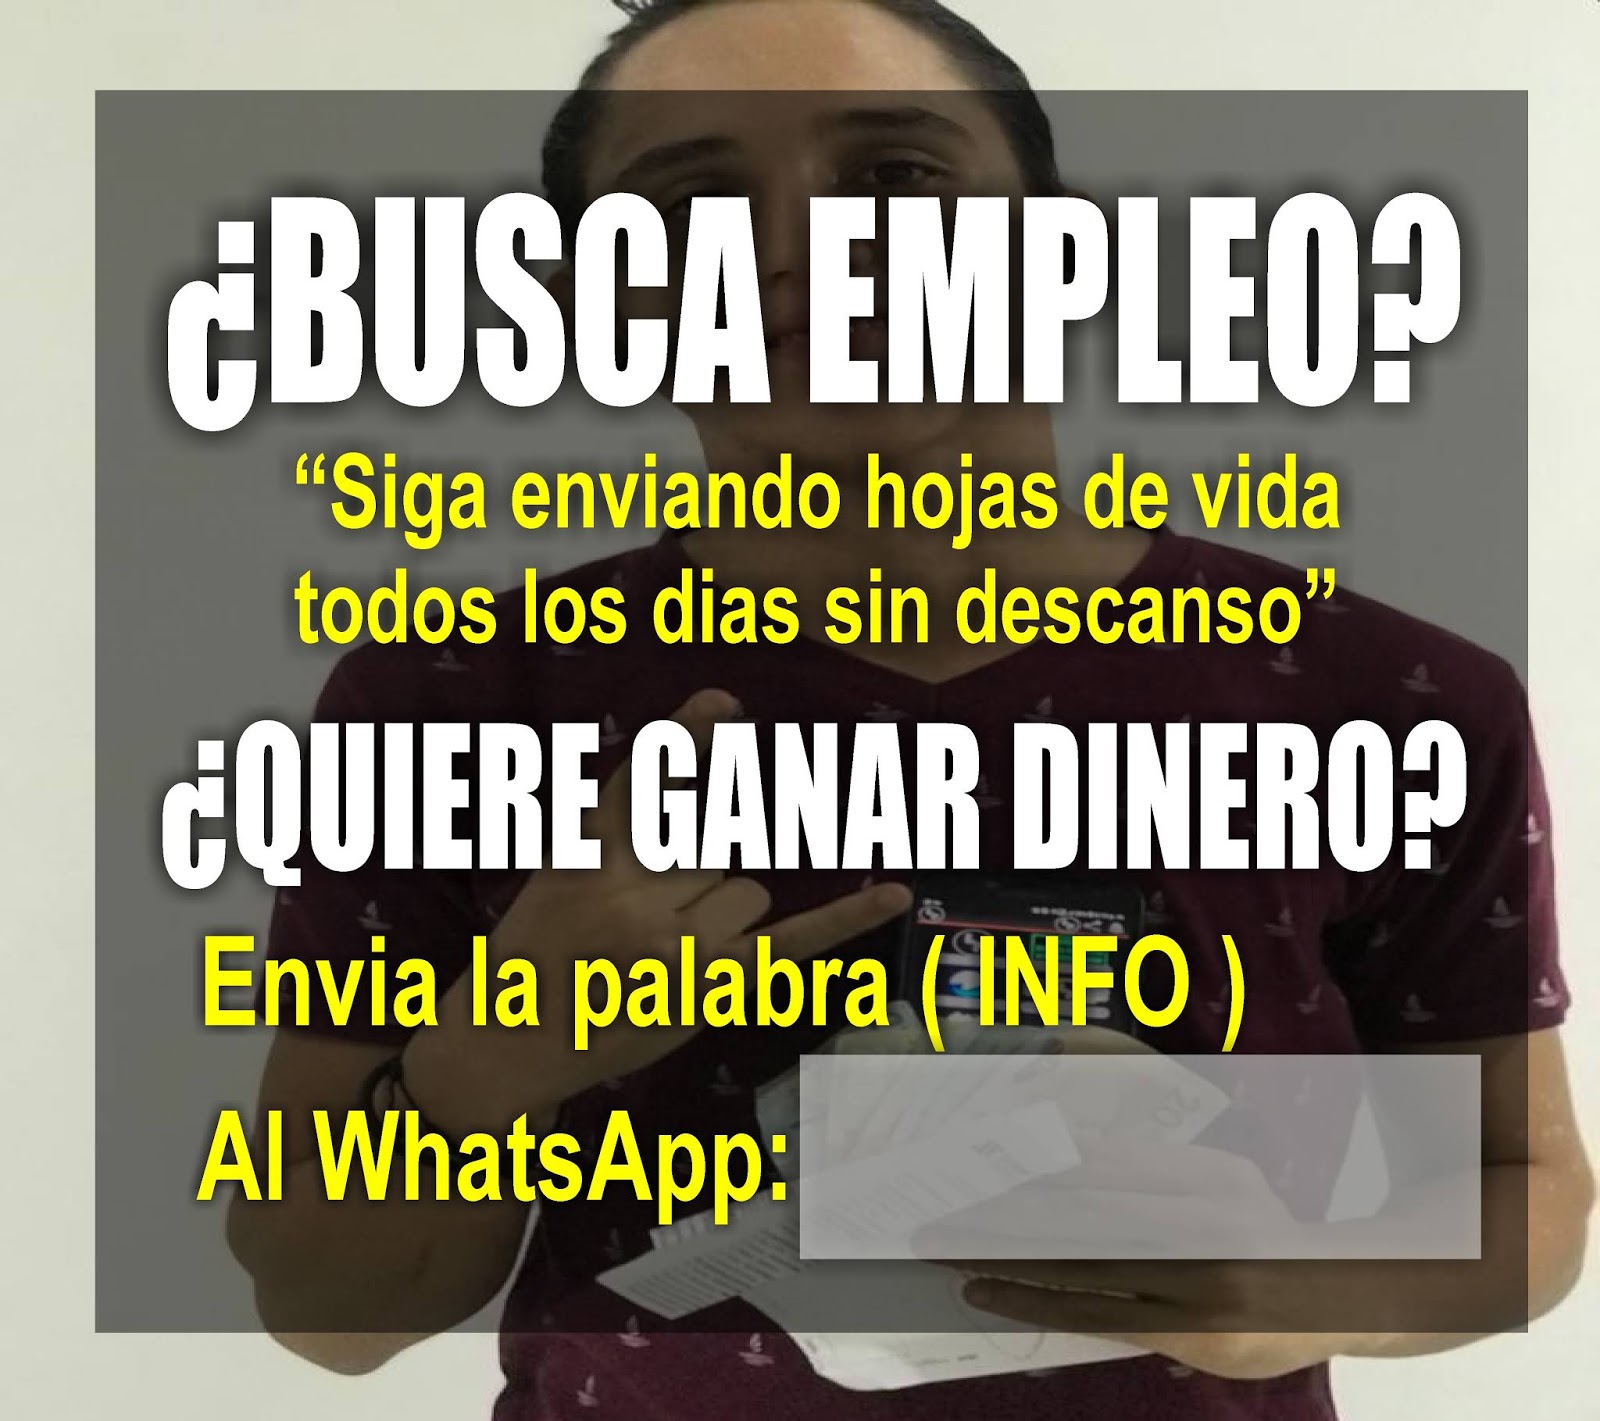 ¿BUSCA EMPLEO?
“Siga enviando hojas de vida
todos los dias sin descanso”
¿QUIERE GANAR DINERO?
Envia la palabra ( INFO )
Al WhatsApp: